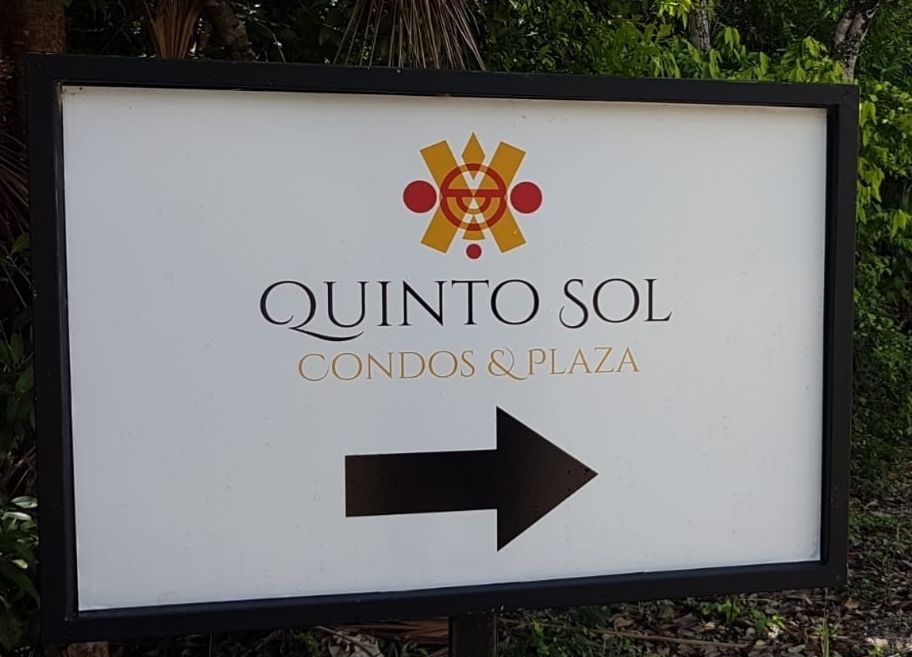 QUINTO SOL
CONDOS & PLAZA